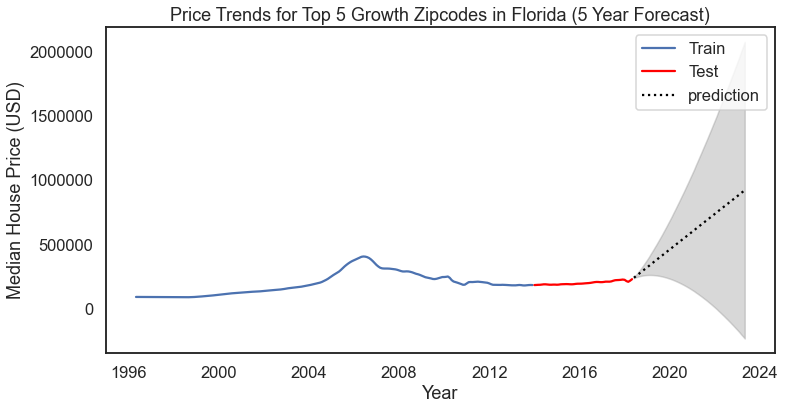 Price Trends for Top 5 Growth Zipcodes in Florida (5 Year Forecast)
Median House Price (USD)
2000000
1500000
1000000
500000
0
Train
Test
prediction
1996 2000 2004 2008 2012 2016 2020 2024
Year